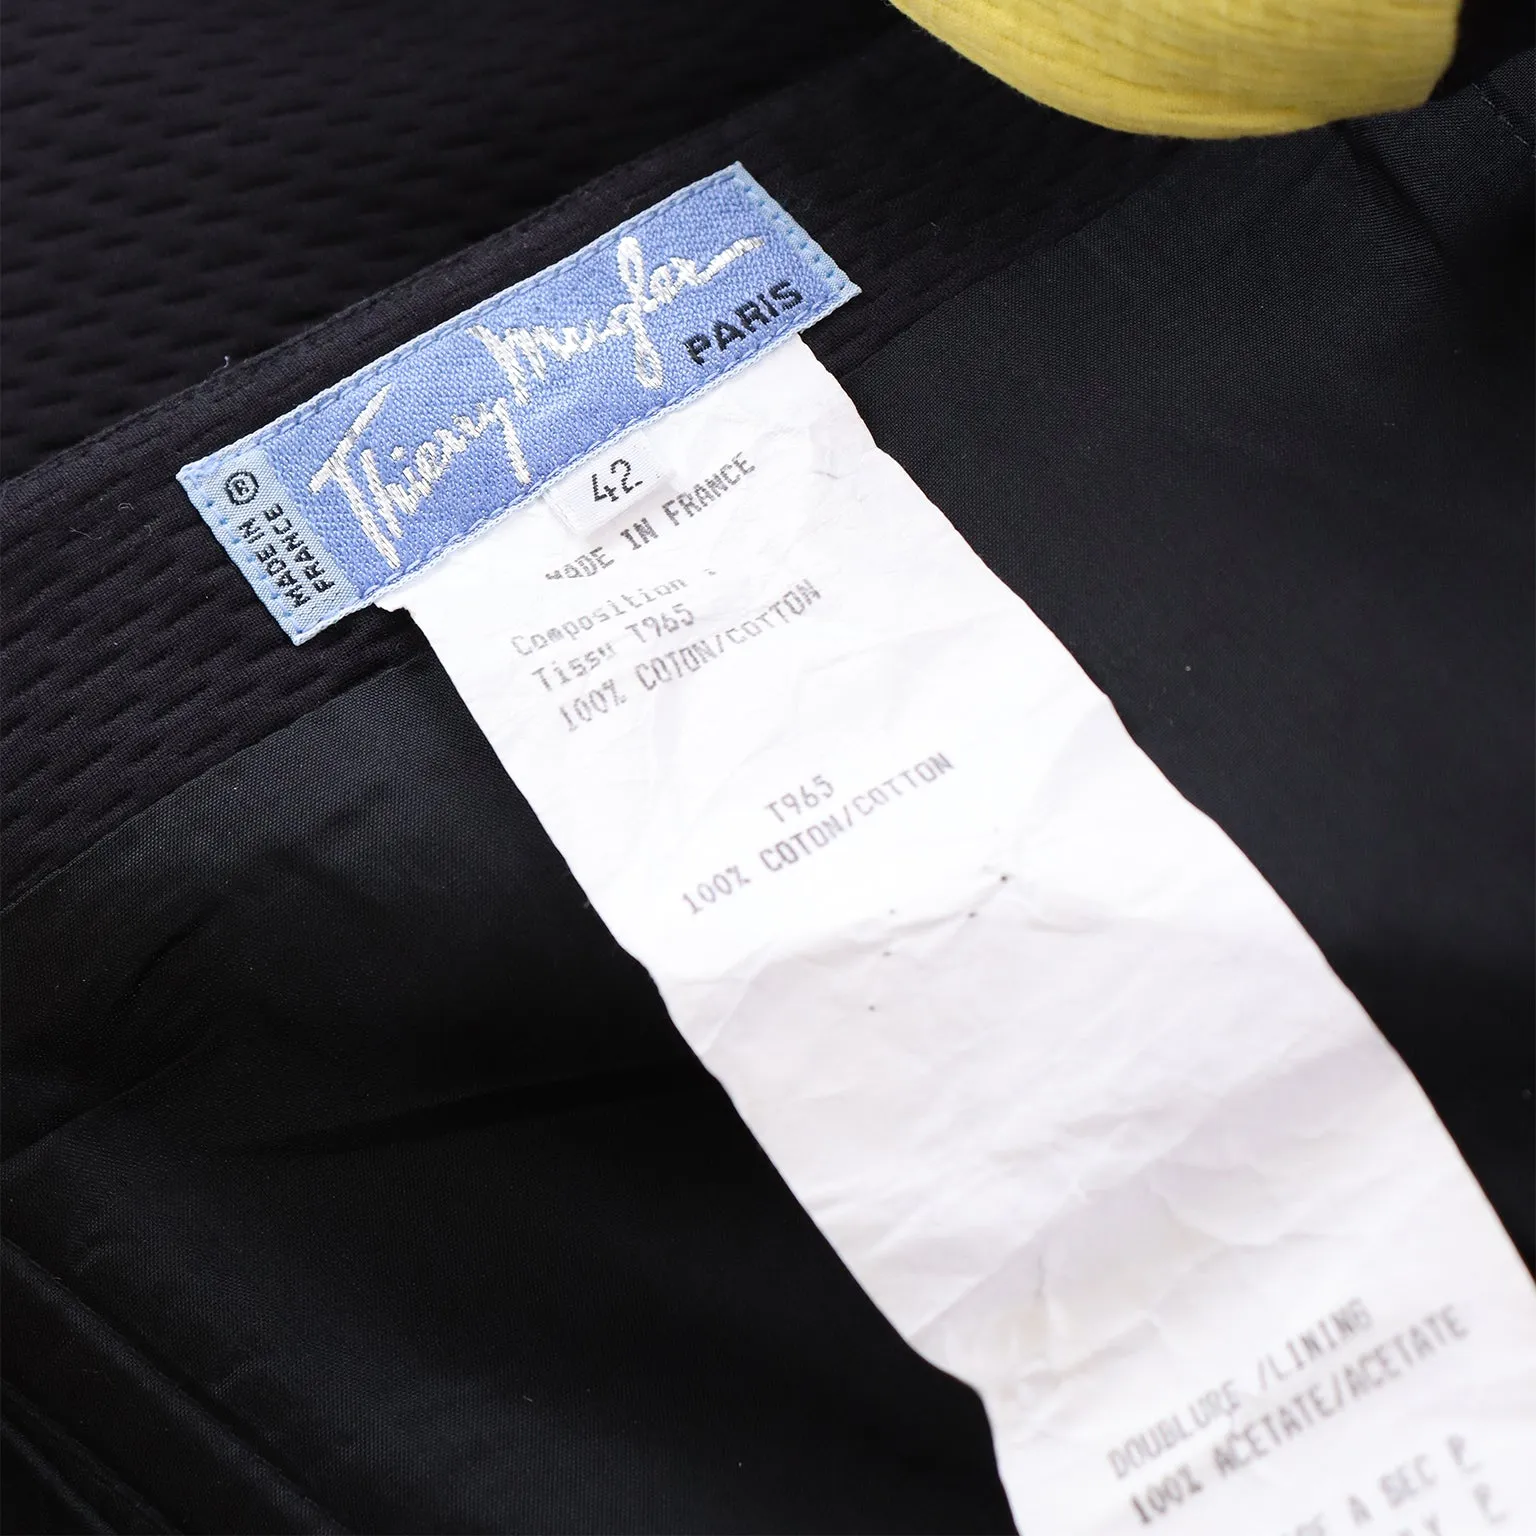 Thierry Mugler
PARIS
®
MADE IN
FRANCE
42
MADE IN FRANCE
Composition :
Tissu T965
100% COTON/COTTON
T965
100% COTON/COTTON
DOUBLURE /LINING
100% ACETATE/ACETATE
A SEC P